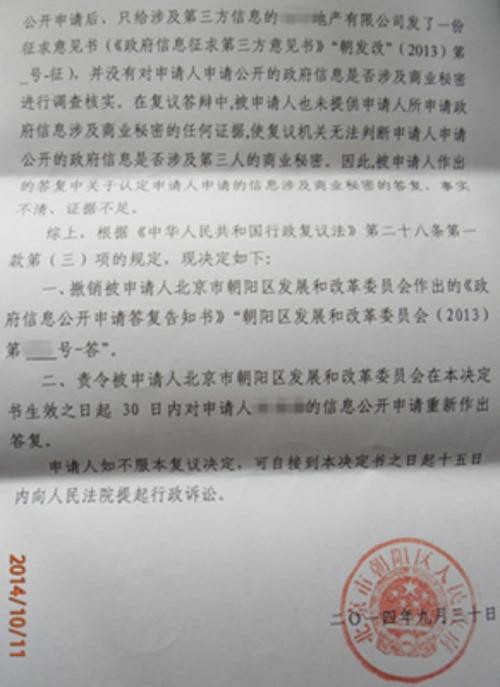 公开申请后，只给涉及第三方信息的 地产有限公司发了一份
征求意见书（《政府信息征求第三方意见书》“朝发改”（2013）第
_号-征），并没有对申请人申请公开的政府信息是否涉及商业秘密
进行调查核实。在复议答辩中,被申请人也未提供申请人所申请政
府信息涉及商业秘密的任何证据,使复议机关无法判断申请人申请
公开的政府信息是否涉及第三人的商业秘密。因此,被申请人作出
的答复中关于认定申请人申请的信息涉及商业秘密的答复，事实
不清、证据不足。
综上，根据《中华人民共和国行政复议法》第二十八条第一
款第（三）项的规定，现决定如下：
一、撤销被申请人北京市朝阳区发展和改革委员会作出的《政
府信息公开申请答复告知书》“朝阳区发展和改革委员会（2013）
第 号-答”。
二、责令被申请人北京市朝阳区发展和改革委员会在本决定
书生效之日起 30 日内对申请人 的信息公开申请重新作出
答复。
申请人如不服本复议决定，可自接到本决定书之日起十五日
内向人民法院提起行政诉讼。
北京市朝阳区人民政府
二〇一四年九月三十日
2014/10/11